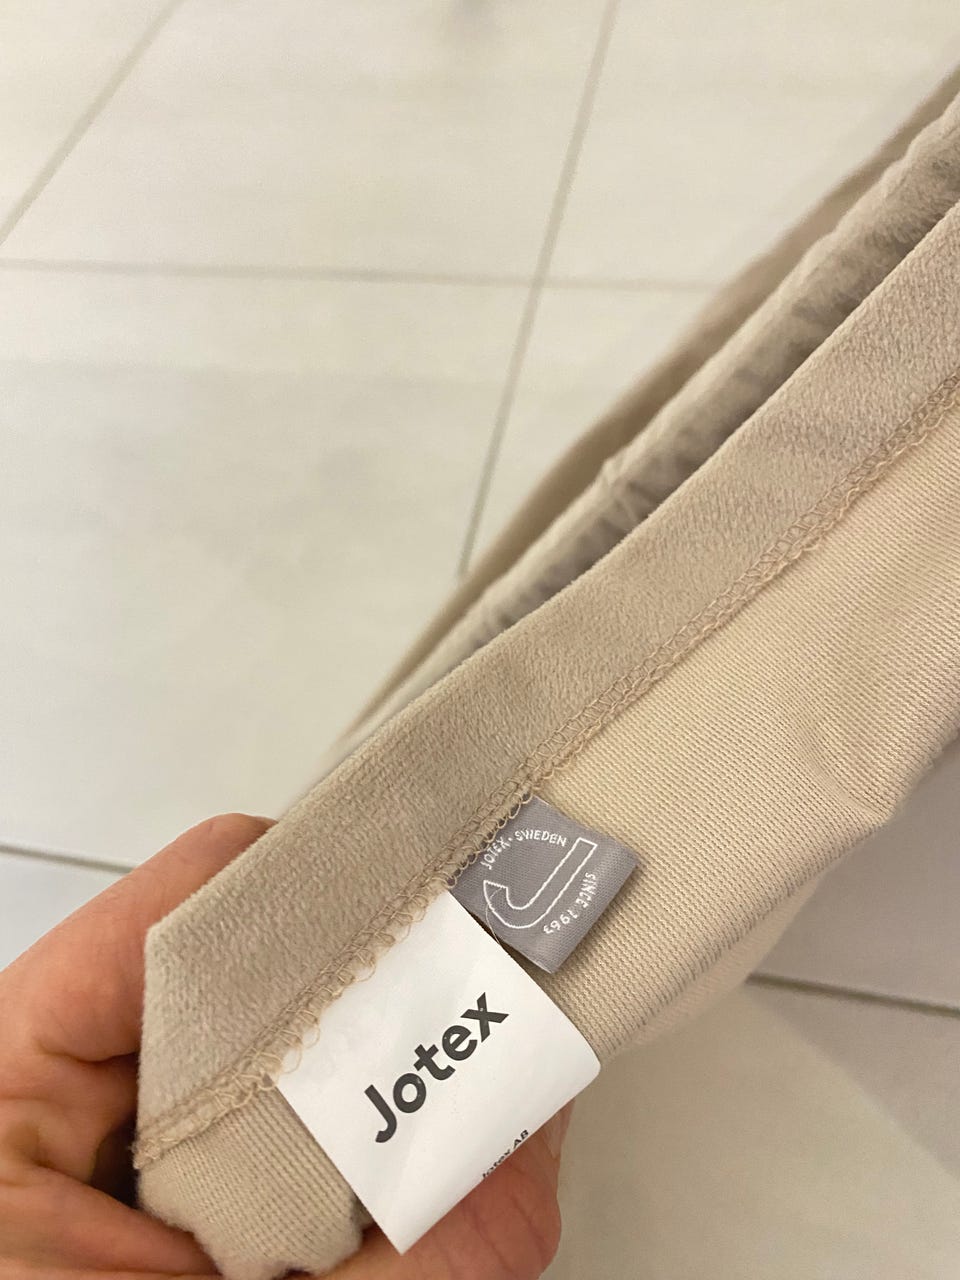 JOTEX • SWEDEN
SINCE 1963
Jotex
Jotex AB